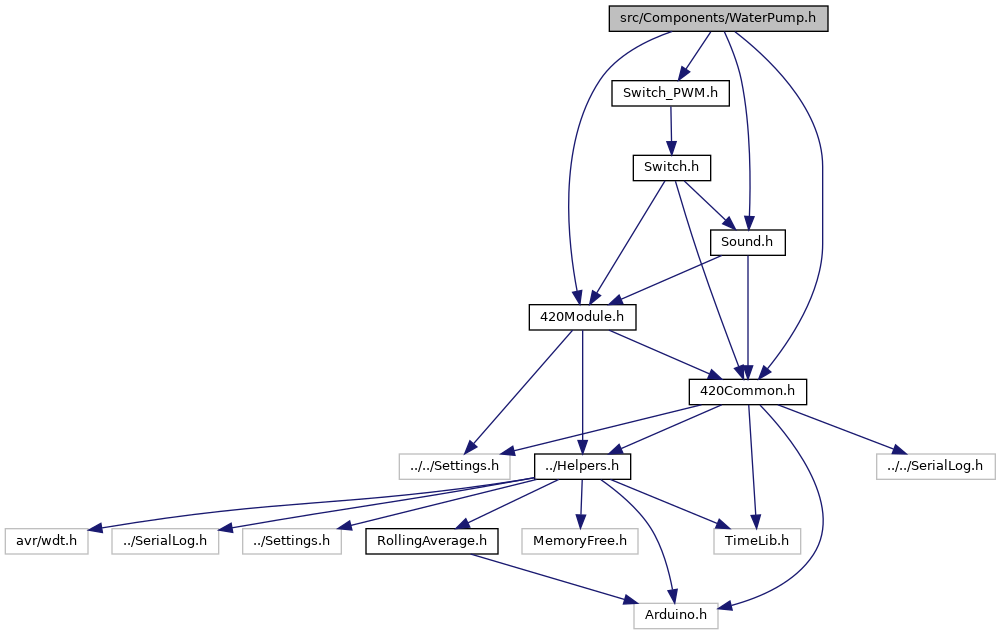 src/Components/WaterPump.h
Switch_PWM.h
Switch.h
Sound.h
420Module.h
420Common.h
../../Settings.h
../Helpers.h
../../SerialLog.h
avr/wdt.h
../SerialLog.h
../Settings.h
RollingAverage.h
MemoryFree.h
TimeLib.h
Arduino.h